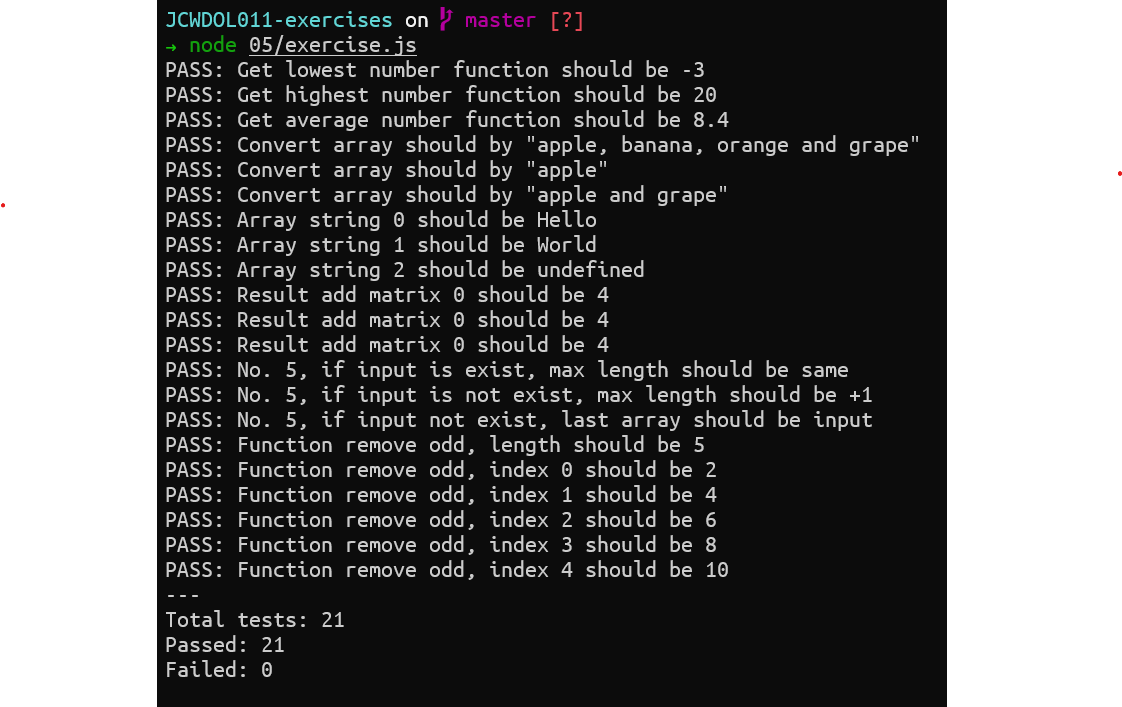 JCWDOL011-exercises on master [?]
→ node 05/exercise.js
PASS: Get lowest number function should be -3
PASS: Get highest number function should be 20
PASS: Get average number function should be 8.4
PASS: Convert array should by "apple, banana, orange and grape"
PASS: Convert array should by "apple"
PASS: Convert array should by "apple and grape"
PASS: Array string 0 should be Hello
PASS: Array string 1 should be World
PASS: Array string 2 should be undefined
PASS: Result add matrix 0 should be 4
PASS: Result add matrix 0 should be 4
PASS: Result add matrix 0 should be 4
PASS: No. 5, if input is exist, max length should be same
PASS: No. 5, if input is not exist, max length should be +1
PASS: No. 5, if input not exist, last array should be input
PASS: Function remove odd, length should be 5
PASS: Function remove odd, index 0 should be 2
PASS: Function remove odd, index 1 should be 4
PASS: Function remove odd, index 2 should be 6
PASS: Function remove odd, index 3 should be 8
PASS: Function remove odd, index 4 should be 10
---
Total tests: 21
Passed: 21
Failed: 0